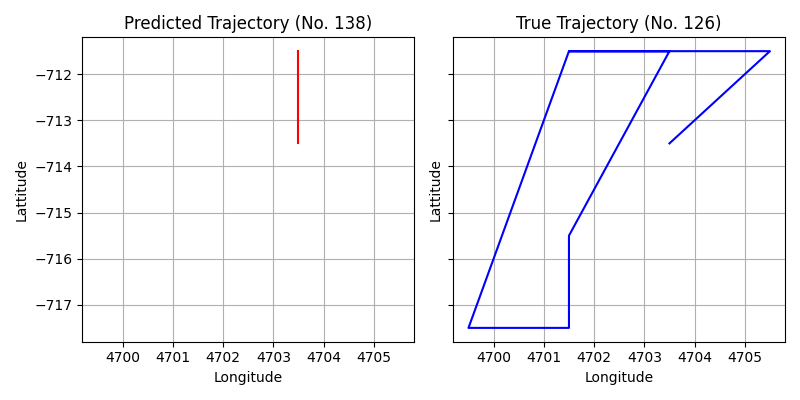 Predicted Trajectory (No. 138)
−712
−713
−714
−715
−716
−717
Lattitude
4700 4701 4702 4703 4704 4705
Longitude
True Trajectory (No. 126)
Lattitude
4700 4701 4702 4703 4704 4705
Longitude